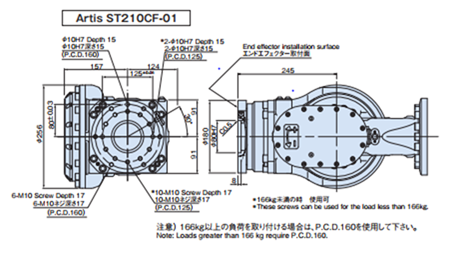 Artis ST210CF-01
Φ10H7 Depth 15
Φ10H7深さ15
(P.C.D.160)
*2-Φ10H7 Depth 15
2-Φ10H7深さ15
(P.C.D.125)
End effector installation surface
エンドエフェクター取付面
157
124
245
Φ256
91
91
30°
Φ180
8
6-M10 Screw Depth 17
6-M10ネジ深さ17
(P.C.D.160)
*10-M10 Screw Depth 17
10-M10ネジ深さ17
(P.C.D.125)
*166kg未満の時 使用可
*These screws can be used for the load less than 166kg.
注意) 166kg以上の負荷を取り付ける場合は、P.C.D.160を使用して下さい。
Note: Loads greater than 166 kg require P.C.D.160.